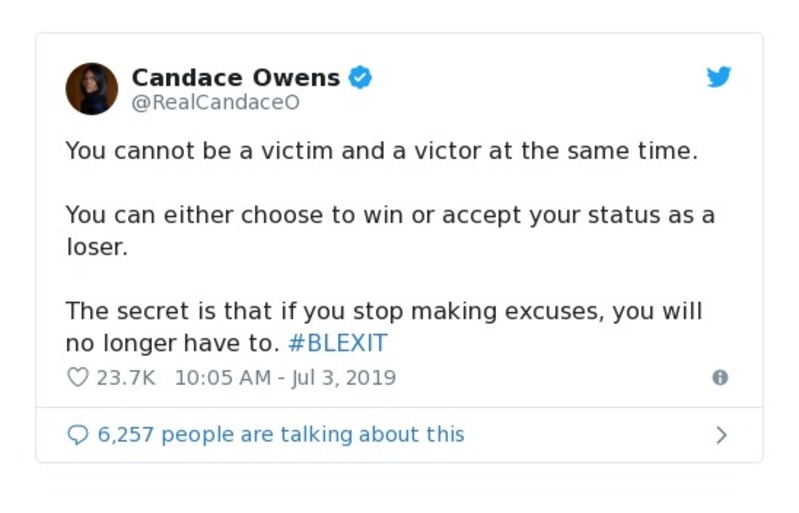 Candace Owens
@RealCandaceO
You cannot be a victim and a victor at the same time.
You can either choose to win or accept your status as a
loser.
The secret is that if you stop making excuses, you will
no longer have to. #BLEXIT
23.7K 10:05 AM - Jul 3, 2019
6,257 people are talking about this